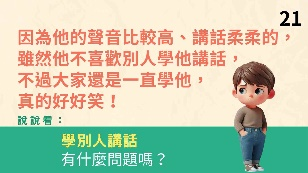 21
因為他的聲音比較高、講話柔柔的，
雖然他不喜歡別人學他講話，
不過大家還是一直學他，
真的好好笑！
說說看：
學別人講話
有什麼問題嗎？